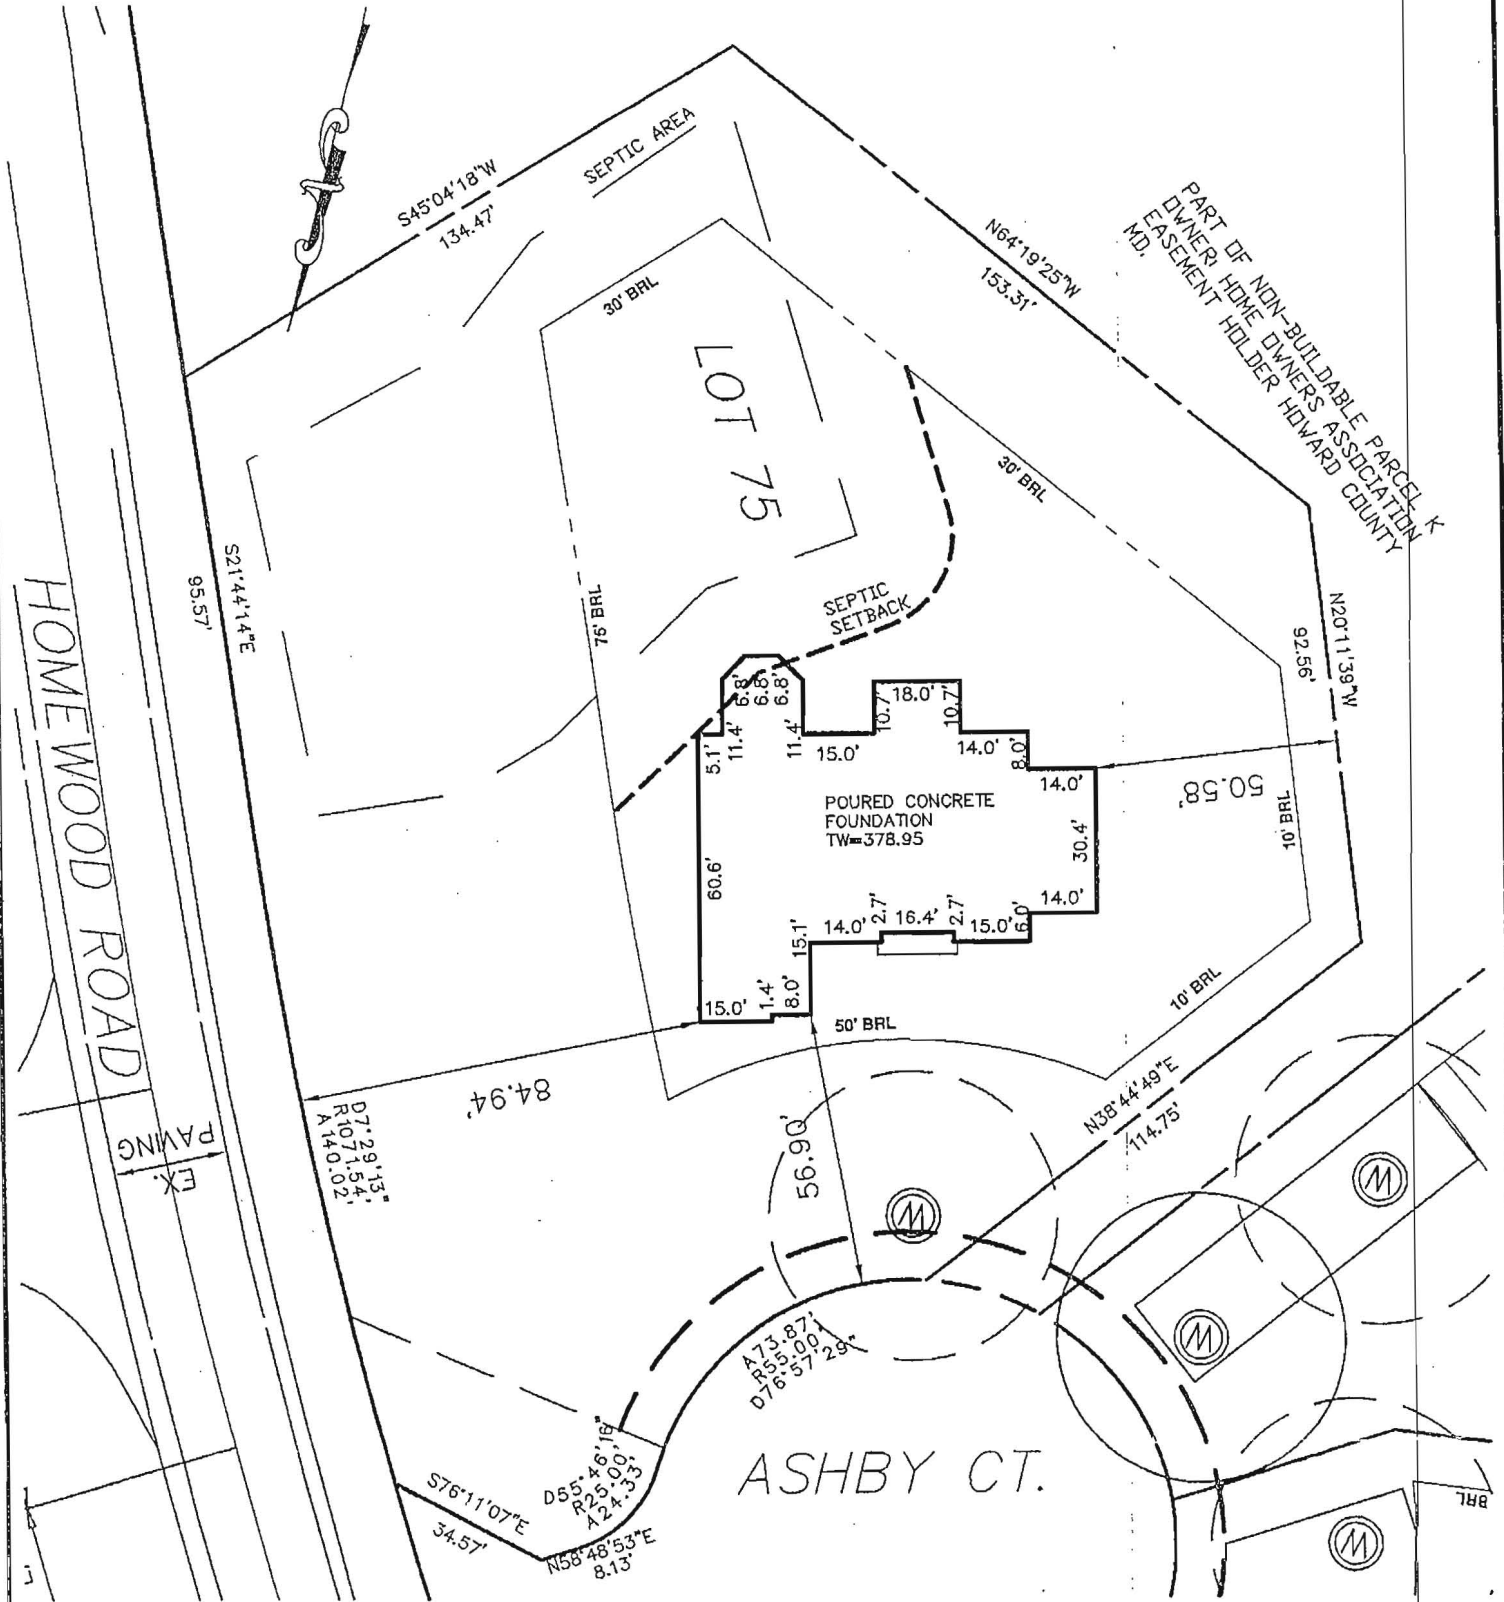 S45°04'18"W
134.47'
SEPTIC AREA
N64°19'25"W
153.31'
PART OF NON-BUILDABLE PARCEL K
OWNER: HOME OWNERS ASSOCIATION
EASEMENT HOLDER HOWARD COUNTY
MD.
30' BRL
LOT 75
30' BRL
S21°44'14"E
95.57'
HOMEWOOD ROAD
75' BRL
SEPTIC
SETBACK
N20°11'39"W
92.56'
6.8'
6.8'
6.8'
5.1'
11.4'
11.4'
15.0'
10.7'
18.0'
10.7'
14.0'
8.0'
14.0'
50.58'
10' BRL
POURED CONCRETE
FOUNDATION
TW=378.95
60.6'
30.4'
15.1'
14.0'
2.7'
16.4'
2.7'
15.0'
6.0'
14.0'
15.0'
1.4'
8.0'
50' BRL
10' BRL
84.94'
56.90'
N38°44'49"E
114.75'
EX.
PAVING
D7°29'13"
R1071.54'
A140.02'
W
W
W
W
A73.87'
R55.00'
D76°57'29"
ASHBY CT.
D55°46'16"
R25.00'
A24.33'
S76°11'07"E
34.57'
N58°48'53"E
8.13'
BRL